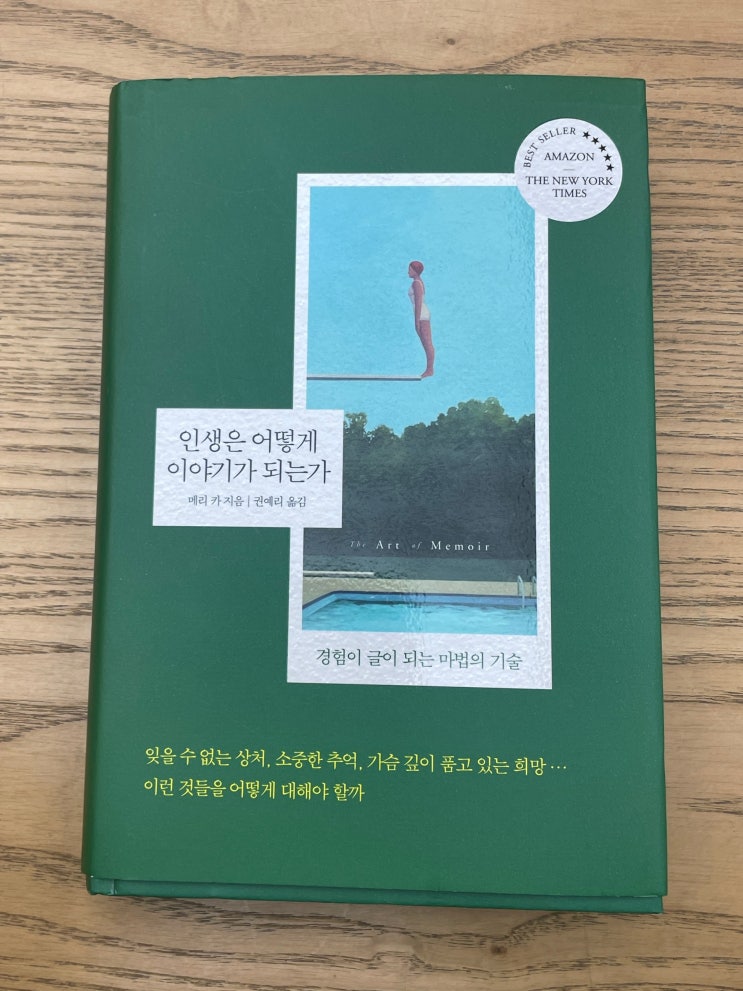 BEST SELLER ★★★★★
AMAZON
THE NEW YORK
TIMES
인생은 어떻게
이야기가 되는가
메리 카 지음 | 권예리 옮김
The Art of Memoir
경험이 글이 되는 마법의 기술
잊을 수 없는 상처, 소중한 추억, 가슴 깊이 품고 있는 희망…
이런 것들을 어떻게 대해야 할까